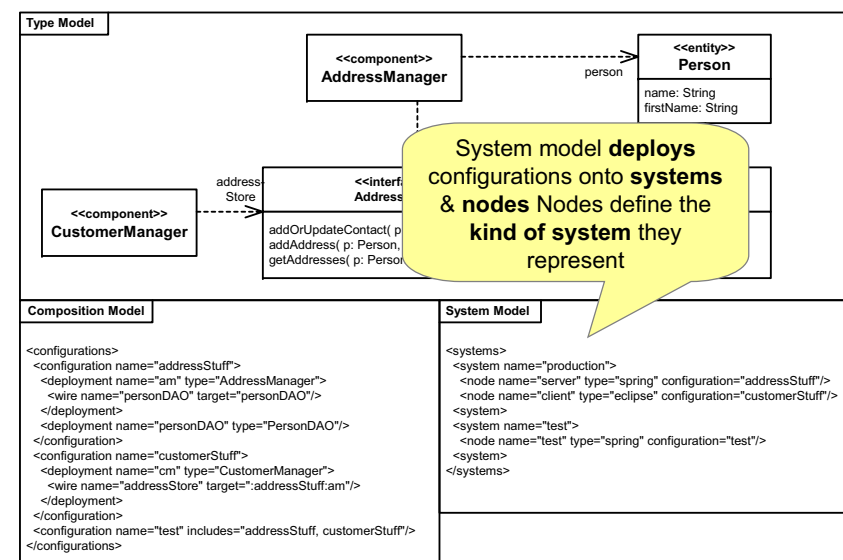 Type Model
<<component>>
AddressManager
person
<<entity>>
Person
name: String
firstName: String
System model deploys
configurations onto systems
& nodes Nodes define the
kind of system they
represent
<<component>>
CustomerManager
address-
Store
<<interfa
Address
addOrUpdateContact( p
addAddress( p: Person,
getAddresses( p: Person
Composition Model
<configurations>
<configuration name="addressStuff">
<deployment name="am" type="AddressManager">
<wire name="personDAO" target="personDAO"/>
</deployment>
<deployment name="personDAO" type="PersonDAO"/>
</configuration>
<configuration name="customerStuff">
<deployment name="cm" type="CustomerManager">
<wire name="addressStore" target=":addressStuff:am"/>
</deployment>
</configuration>
<configuration name="test" includes="addressStuff, customerStuff"/>
</configurations>
System Model
<systems>
<system name="production">
<node name="server" type="spring" configuration="addressStuff"/>
<node name="client" type="eclipse" configuration="customerStuff"/>
<system>
<system name="test">
<node name="test" type="spring" configuration="test"/>
<system>
</systems>